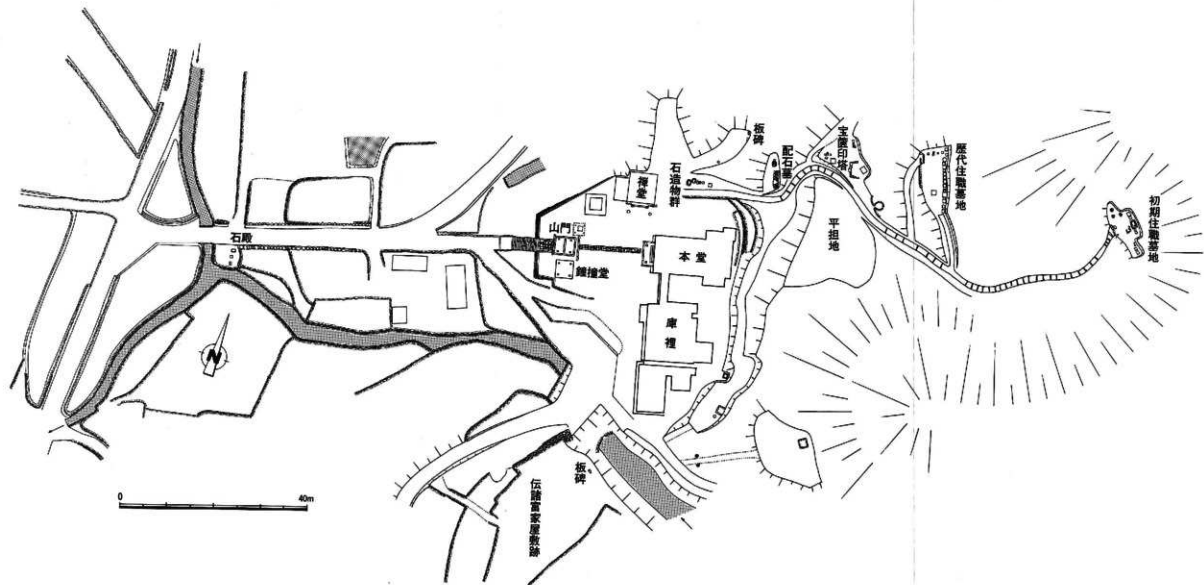 板碑
配石墓
宝篋印塔
歴代住職墓地
初期住職墓地
石造物群
禅堂
平担地
山門
石殿
本堂
鐘撞堂
庫禮
N
0
40m
板碑
伝諸富家屋敷跡